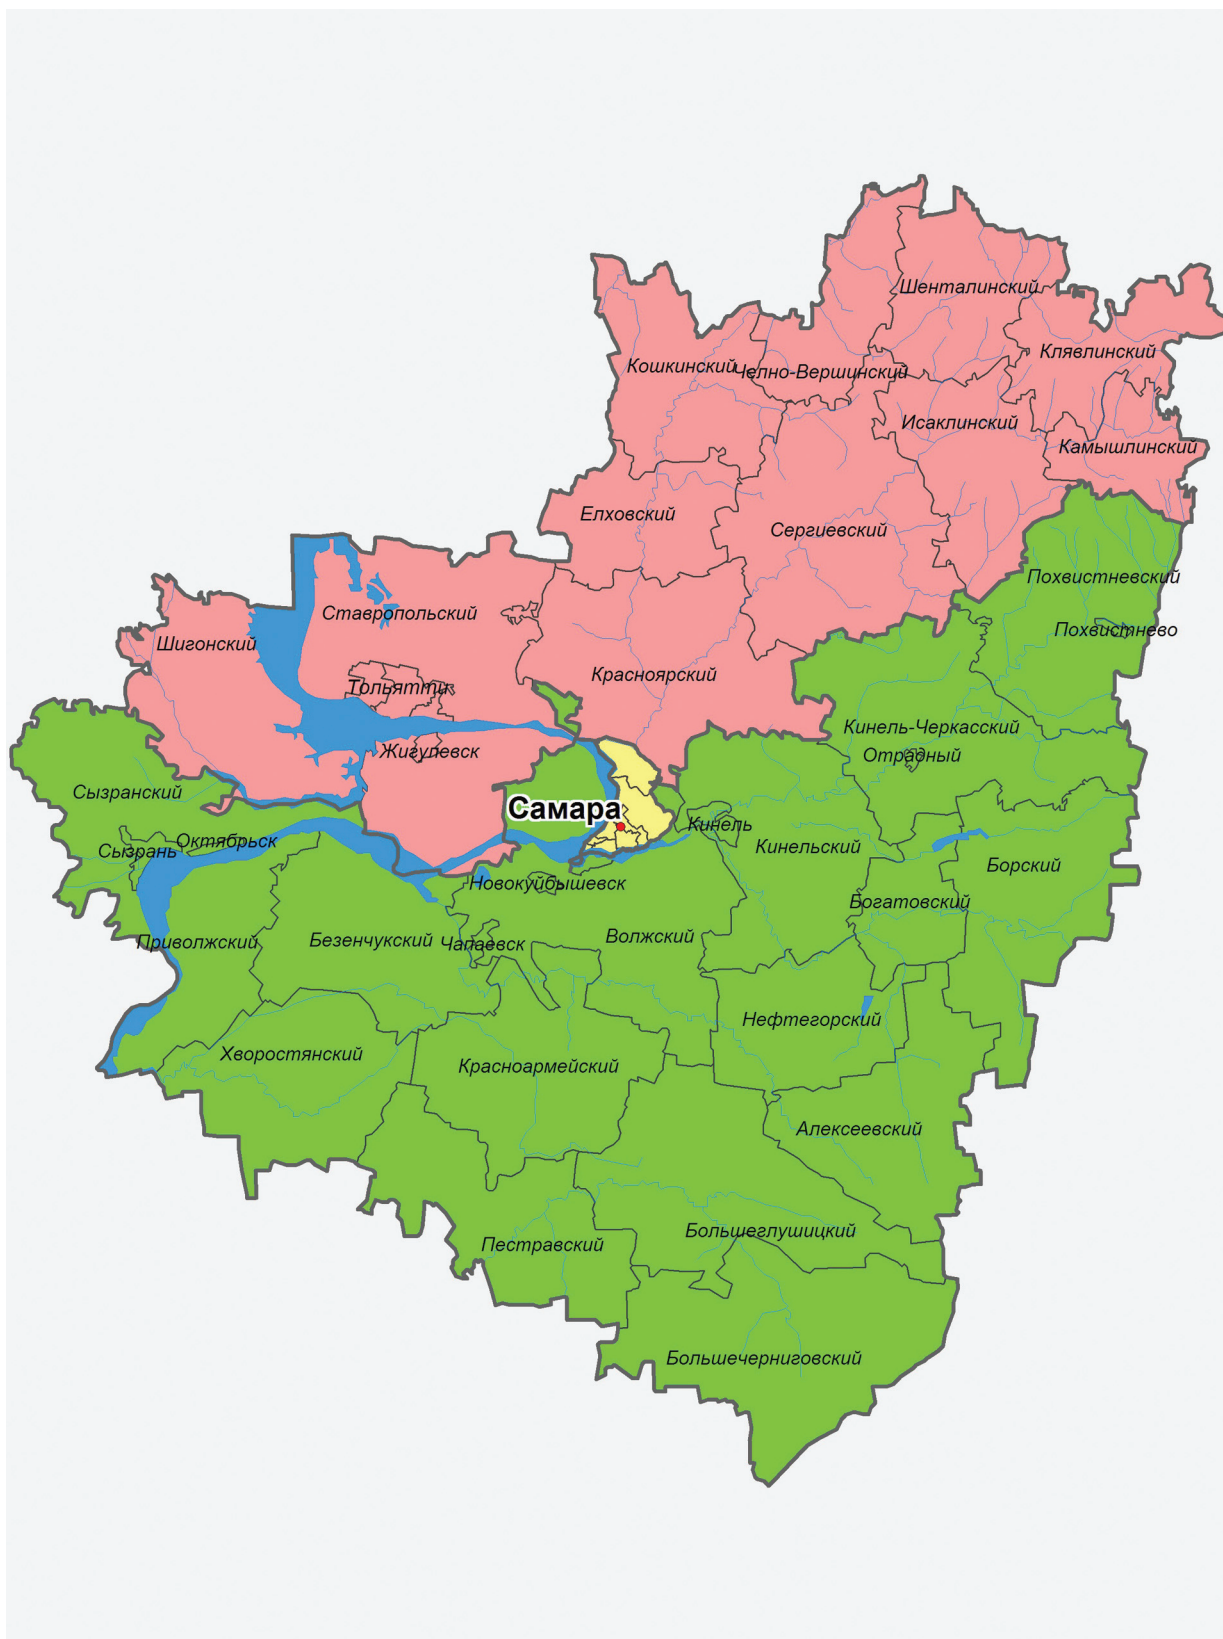 Шенталинский
Клявлинский
Кошкинский
Челно-Вершинский
Исаклинский
Камышлинский
Елховский
Сергиевский
Похвистневский
Ставропольский
Похвистнево
Шигонский
Красноярский
Тольятти
Кинель-Черкасский
Жигулевск
Отрадный
Сызранский
Самара
Кинель
Октябрьск
Сызрань
Кинельский
Борский
Новокуйбышевск
Богатовский
Приволжский
Безенчукский
Чапаевск
Волжский
Нефтегорский
Хворостянский
Красноармейский
Алексеевский
Большеглушицкий
Пестравский
Большечерниговский